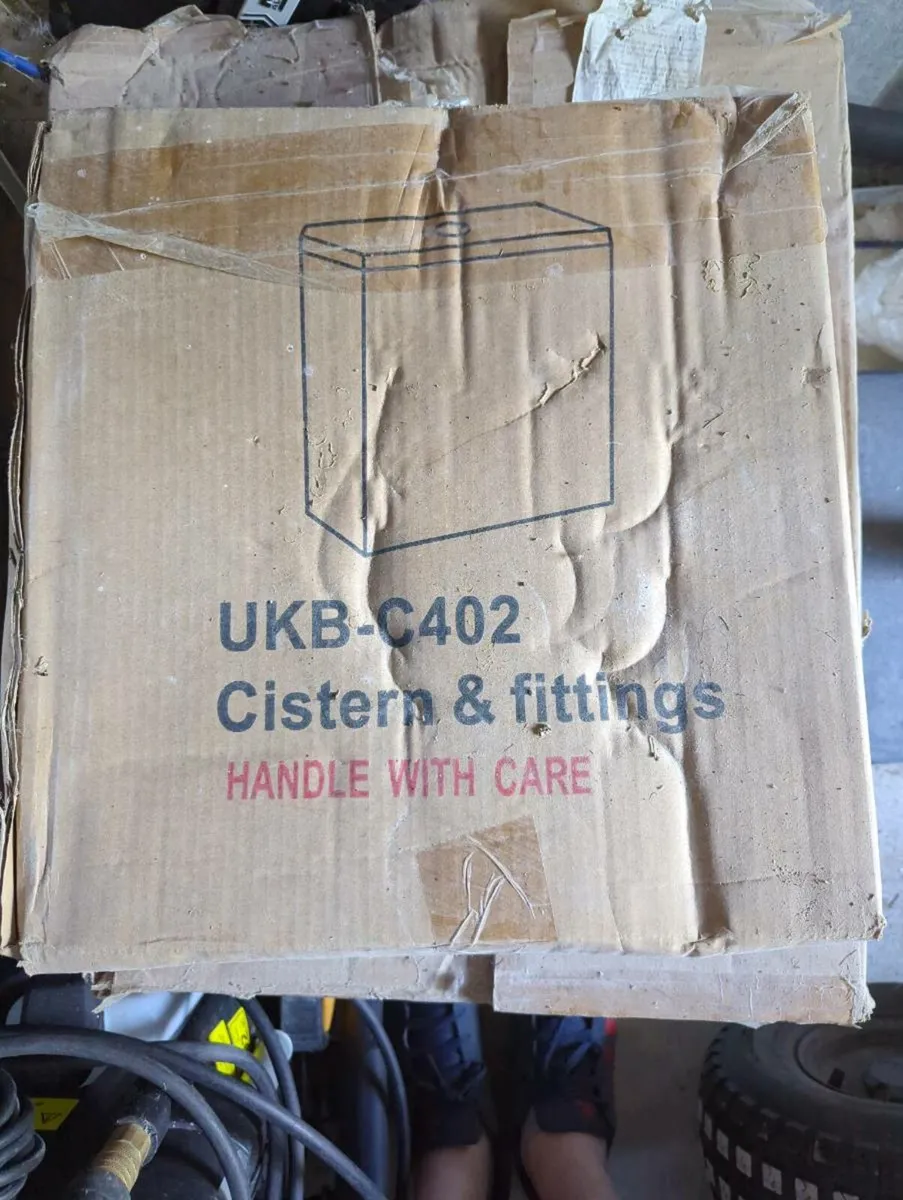 UKB-C402
Cistern & fittings
HANDLE WITH CARE